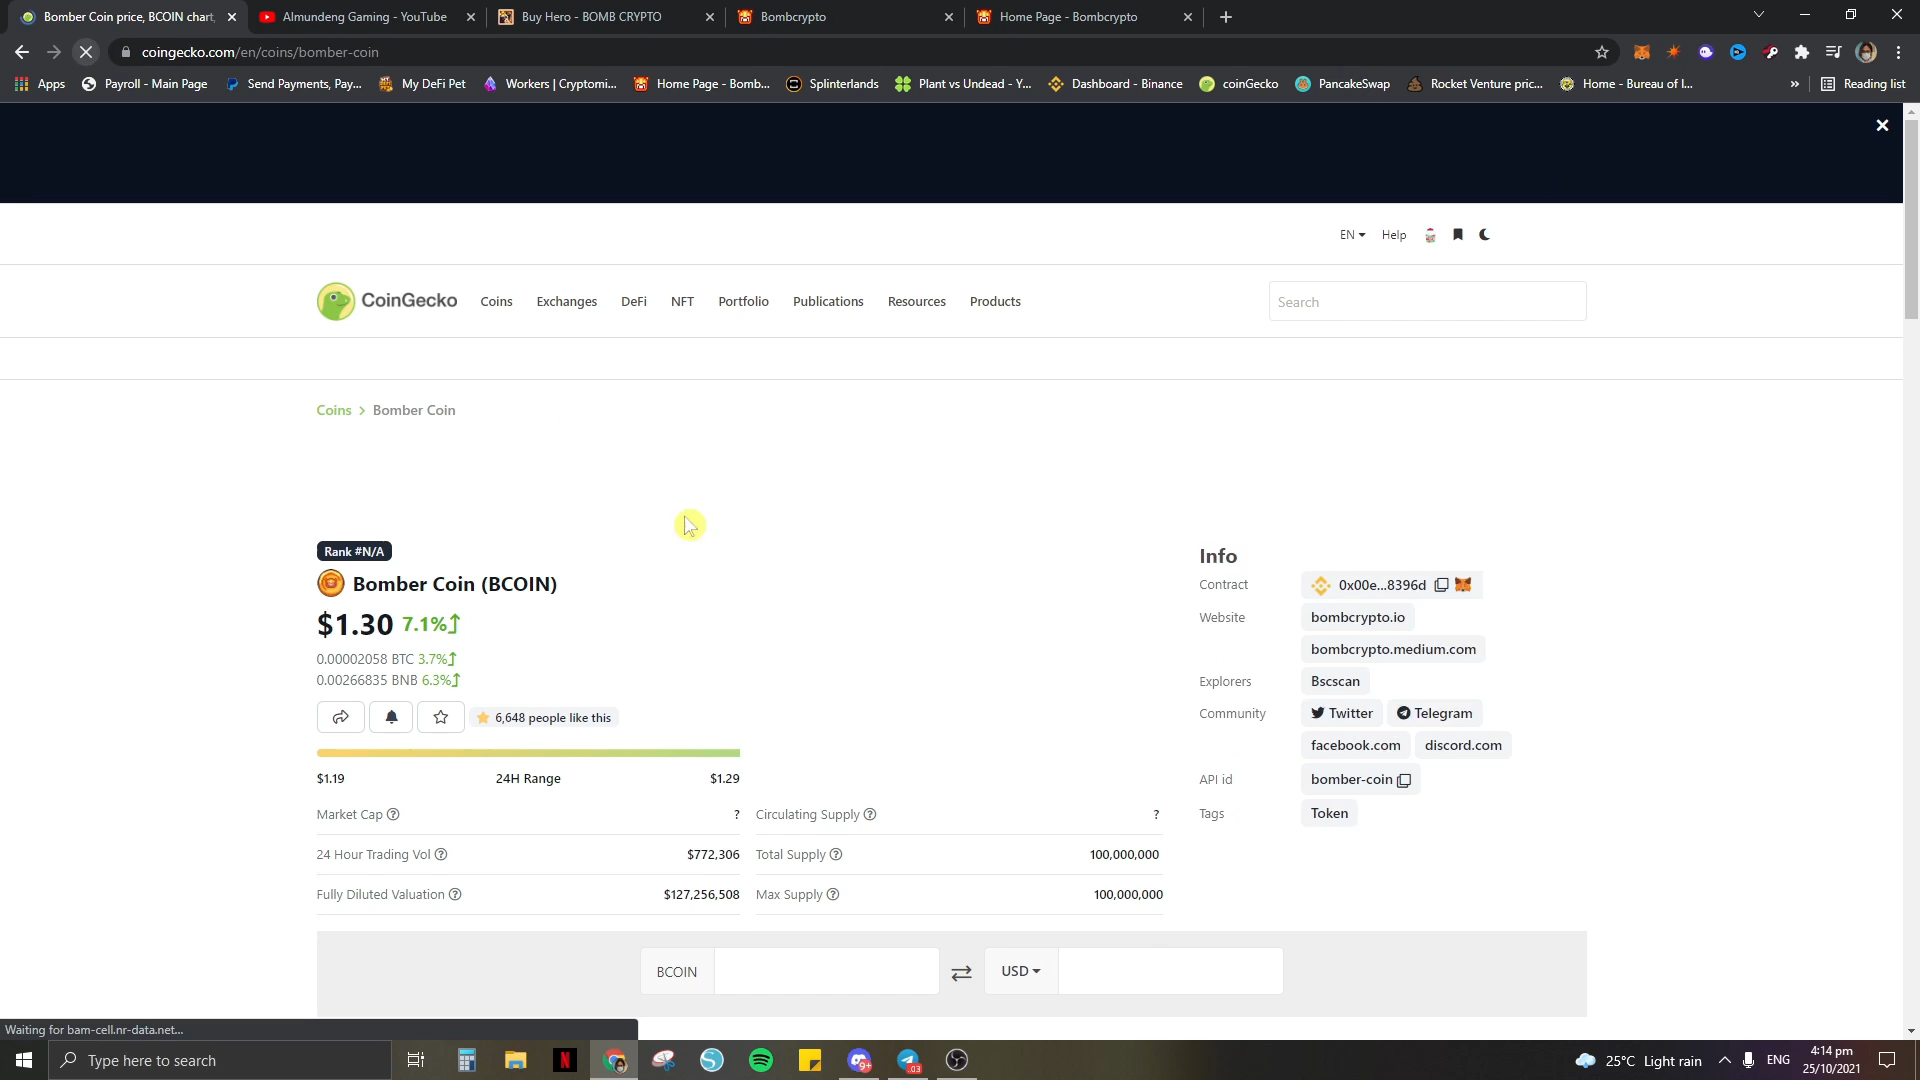 Bomber Coin price, BCOIN chart,
Almundeng Gaming - YouTube
Buy Hero - BOMB CRYPTO
Bombcrypto
Home Page - Bombcrypto
coingecko.com/en/coins/bomber-coin
Apps
Payroll - Main Page
Send Payments, Pay...
My DeFi Pet
Workers | Cryptomi...
Home Page - Bomb...
Splinterlands
Plant vs Undead - Y...
Dashboard - Binance
coinGecko
PancakeSwap
Rocket Venture pric...
Home - Bureau of I...
»
Reading list
EN
Help
CoinGecko
Coins
Exchanges
DeFi
NFT
Portfolio
Publications
Resources
Products
Search
Coins > Bomber Coin
Rank #N/A
Bomber Coin (BCOIN)
$1.30 7.1%
0.00002058 BTC 3.7%
0.00266835 BNB 6.3%
6,648 people like this
$1.19 24H Range $1.29
Market Cap ?
Circulating Supply ?
24 Hour Trading Vol $772,306
Total Supply 100,000,000
Fully Diluted Valuation $127,256,508
Max Supply 100,000,000
Info
Contract 0x00e...8396d
Website bombcrypto.io
bombcrypto.medium.com
Explorers Bscscan
Community Twitter Telegram
facebook.com discord.com
API id bomber-coin
Tags Token
BCOIN
USD
Waiting for bam-cell.nr-data.net...
Type here to search
9+
.03
25°C Light rain
ENG
4:14 pm
25/10/2021